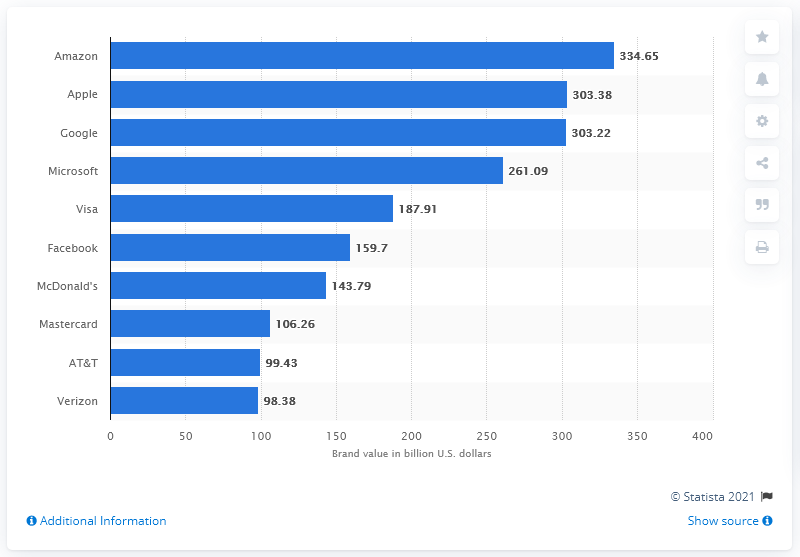 Amazon 334.65
Apple 303.38
Google 303.22
Microsoft 261.09
Visa 187.91
Facebook 159.7
McDonald's 143.79
Mastercard 106.26
AT&T 99.43
Verizon 98.38
0 50 100 150 200 250 300 350 400
Brand value in billion U.S. dollars
© Statista 2021
Additional Information
Show source